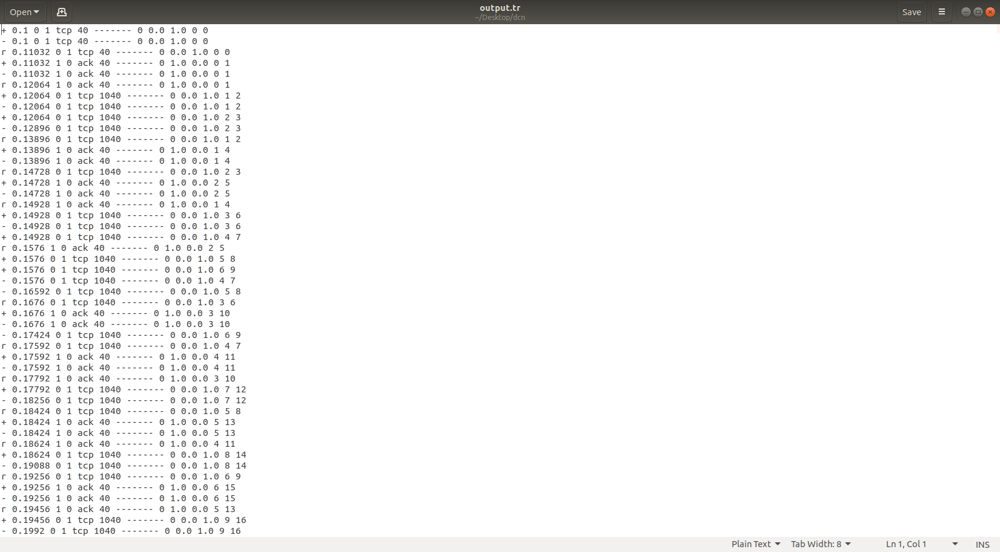 Open
output.tr
~/Desktop/dcn
Save
+ 0.1 0 1 tcp 40 ------- 0 0.0 1.0 0 0
- 0.1 0 1 tcp 40 ------- 0 0.0 1.0 0 0
r 0.11032 0 1 tcp 40 ------- 0 0.0 1.0 0 0
+ 0.11032 1 0 ack 40 ------- 0 1.0 0.0 0 1
- 0.11032 1 0 ack 40 ------- 0 1.0 0.0 0 1
r 0.12064 1 0 ack 40 ------- 0 1.0 0.0 0 1
+ 0.12064 0 1 tcp 1040 ------- 0 0.0 1.0 1 2
- 0.12064 0 1 tcp 1040 ------- 0 0.0 1.0 1 2
+ 0.12064 0 1 tcp 1040 ------- 0 0.0 1.0 2 3
- 0.12896 0 1 tcp 1040 ------- 0 0.0 1.0 2 3
r 0.13896 0 1 tcp 1040 ------- 0 0.0 1.0 1 2
+ 0.13896 1 0 ack 40 ------- 0 1.0 0.0 1 4
- 0.13896 1 0 ack 40 ------- 0 1.0 0.0 1 4
r 0.14728 0 1 tcp 1040 ------- 0 0.0 1.0 2 3
+ 0.14728 1 0 ack 40 ------- 0 1.0 0.0 2 5
- 0.14728 1 0 ack 40 ------- 0 1.0 0.0 2 5
r 0.14928 1 0 ack 40 ------- 0 1.0 0.0 1 4
+ 0.14928 0 1 tcp 1040 ------- 0 0.0 1.0 3 6
- 0.14928 0 1 tcp 1040 ------- 0 0.0 1.0 3 6
+ 0.14928 0 1 tcp 1040 ------- 0 0.0 1.0 4 7
r 0.1576 1 0 ack 40 ------- 0 1.0 0.0 2 5
+ 0.1576 0 1 tcp 1040 ------- 0 0.0 1.0 5 8
+ 0.1576 0 1 tcp 1040 ------- 0 0.0 1.0 6 9
- 0.1576 0 1 tcp 1040 ------- 0 0.0 1.0 4 7
- 0.16592 0 1 tcp 1040 ------- 0 0.0 1.0 5 8
r 0.1676 0 1 tcp 1040 ------- 0 0.0 1.0 3 6
+ 0.1676 1 0 ack 40 ------- 0 1.0 0.0 3 10
- 0.1676 1 0 ack 40 ------- 0 1.0 0.0 3 10
- 0.17424 0 1 tcp 1040 ------- 0 0.0 1.0 6 9
r 0.17592 0 1 tcp 1040 ------- 0 0.0 1.0 4 7
+ 0.17592 1 0 ack 40 ------- 0 1.0 0.0 4 11
- 0.17592 1 0 ack 40 ------- 0 1.0 0.0 4 11
r 0.17792 1 0 ack 40 ------- 0 1.0 0.0 3 10
+ 0.17792 0 1 tcp 1040 ------- 0 0.0 1.0 7 12
- 0.18256 0 1 tcp 1040 ------- 0 0.0 1.0 7 12
r 0.18424 0 1 tcp 1040 ------- 0 0.0 1.0 5 8
+ 0.18424 1 0 ack 40 ------- 0 1.0 0.0 5 13
- 0.18424 1 0 ack 40 ------- 0 1.0 0.0 5 13
r 0.18624 1 0 ack 40 ------- 0 1.0 0.0 4 11
+ 0.18624 0 1 tcp 1040 ------- 0 0.0 1.0 8 14
- 0.19088 0 1 tcp 1040 ------- 0 0.0 1.0 8 14
r 0.19256 0 1 tcp 1040 ------- 0 0.0 1.0 6 9
+ 0.19256 1 0 ack 40 ------- 0 1.0 0.0 6 15
- 0.19256 1 0 ack 40 ------- 0 1.0 0.0 6 15
r 0.19456 1 0 ack 40 ------- 0 1.0 0.0 5 13
+ 0.19456 0 1 tcp 1040 ------- 0 0.0 1.0 9 16
- 0.1992 0 1 tcp 1040 ------- 0 0.0 1.0 9 16
Plain Text Tab Width: 8 Ln 1, Col 1 INS